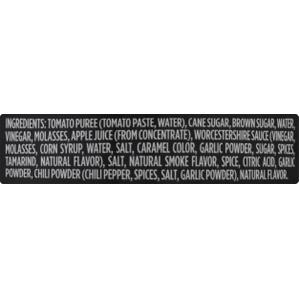 INGREDIENTS: TOMATO PUREE (TOMATO PASTE, WATER), CANE SUGAR, BROWN SUGAR, WATER,
VINEGAR, MOLASSES, APPLE JUICE (FROM CONCENTRATE), WORCESTERSHIRE SAUCE (VINEGAR,
MOLASSES, CORN SYRUP, WATER, SALT, CARAMEL COLOR, GARLIC POWDER, SUGAR, SPICES,
TAMARIND, NATURAL FLAVOR), SALT, NATURAL SMOKE FLAVOR, SPICE, CITRIC ACID, GARLIC
POWDER, CHILI POWDER (CHILI PEPPER, SPICES, SALT, GARLIC POWDER), NATURAL FLAVOR.